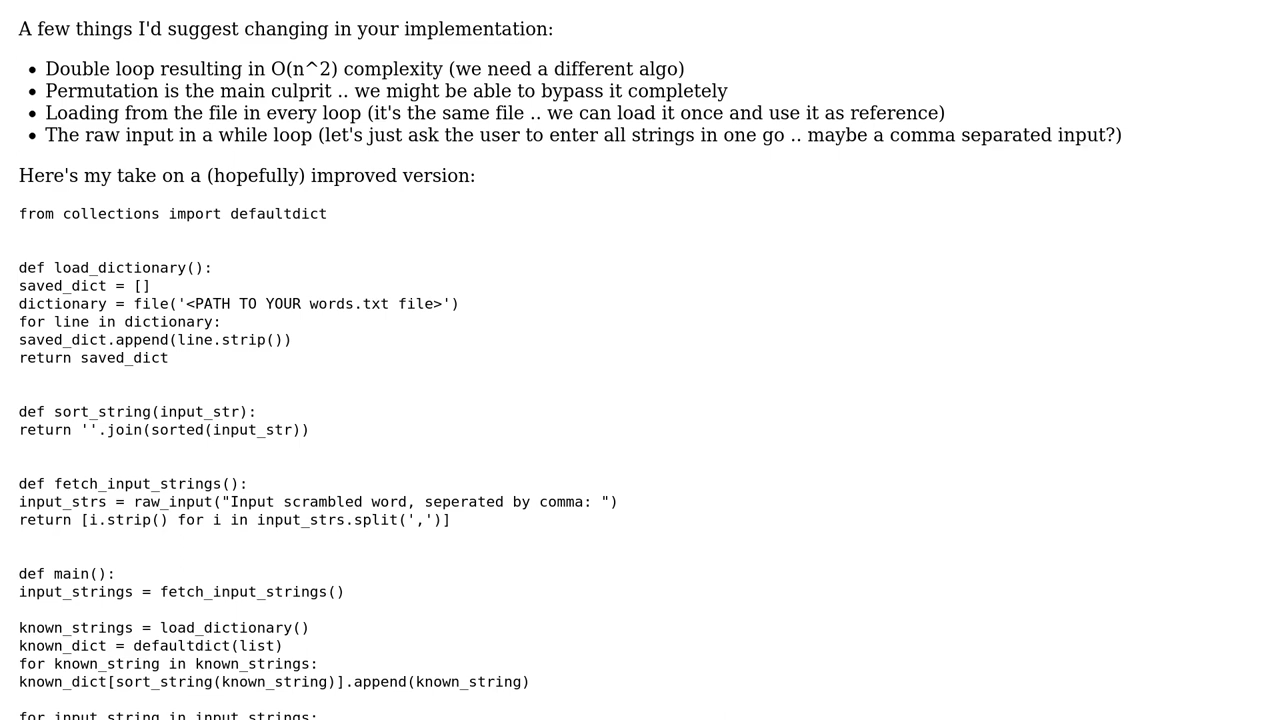 A few things I'd suggest changing in your implementation:
• Double loop resulting in O(n^2) complexity (we need a different algo)
• Permutation is the main culprit .. we might be able to bypass it completely
• Loading from the file in every loop (it's the same file .. we can load it once and use it as reference)
• The raw input in a while loop (let's just ask the user to enter all strings in one go .. maybe a comma separated input?)
Here's my take on a (hopefully) improved version:
from collections import defaultdict
def load_dictionary():
saved_dict = []
dictionary = file('<PATH TO YOUR words.txt file>')
for line in dictionary:
saved_dict.append(line.strip())
return saved_dict
def sort_string(input_str):
return ''.join(sorted(input_str))
def fetch_input_strings():
input_strs = raw_input("Input scrambled word, seperated by comma: ")
return [i.strip() for i in input_strs.split(',')]
def main():
input_strings = fetch_input_strings()
known_strings = load_dictionary()
known_dict = defaultdict(list)
for known_string in known_strings:
known_dict[sort_string(known_string)].append(known_string)
for input_string in input_strings: